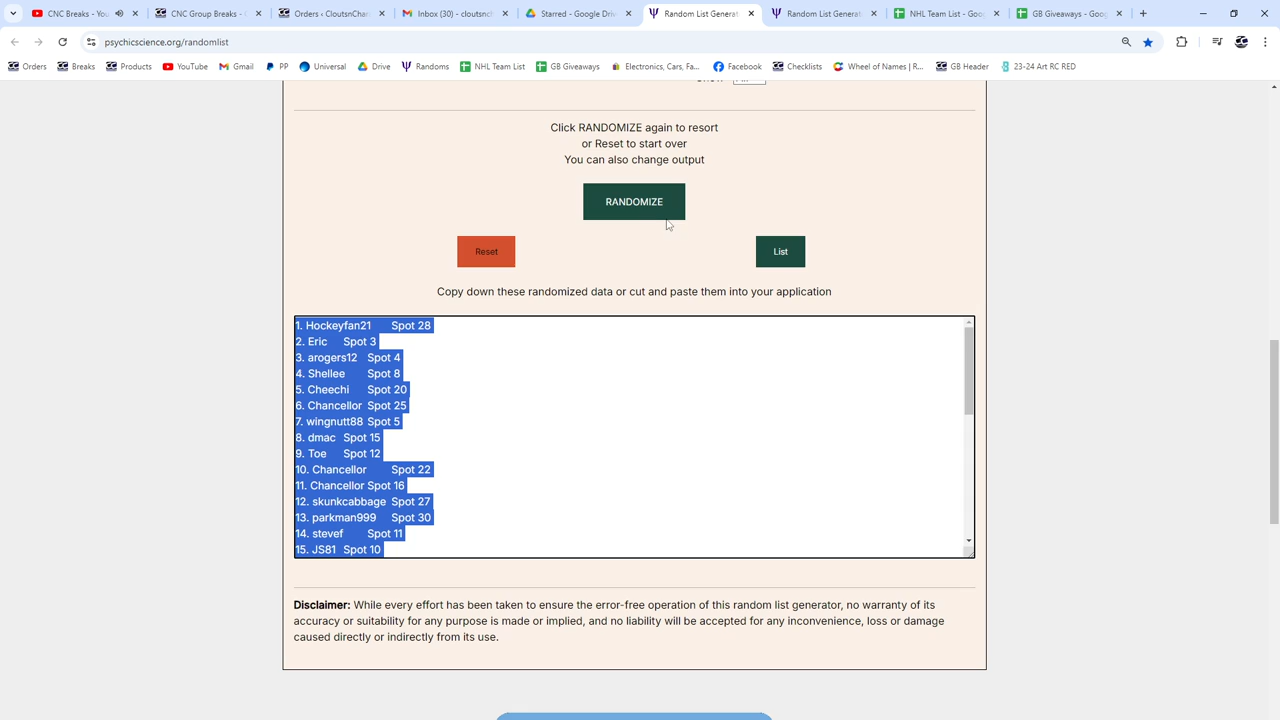 CNC Breaks - You
CNC Group Breaks -
Orders ‹ CloutsnChar
Inbox (30) - cloutsnch
Starred - Google Driv
Random List Generat
Random List Generat
NHL Team List - Goo
GB Giveaways - Goog
psychicscience.org/randomlist
Orders
Breaks
Products
YouTube
Gmail
PP
Universal
Drive
Randoms
NHL Team List
GB Giveaways
Electronics, Cars, Fa...
Facebook
Checklists
Wheel of Names | R...
GB Header
23-24 Art RC RED
Click RANDOMIZE again to resort
or Reset to start over
You can also change output
RANDOMIZE
Reset
List
Copy down these randomized data or cut and paste them into your application
1. Hockeyfan21 Spot 28
2. Eric Spot 3
3. arogers12 Spot 4
4. Shellee Spot 8
5. Cheechi Spot 20
6. Chancellor Spot 25
7. wingnutt88 Spot 5
8. dmac Spot 15
9. Toe Spot 12
10. Chancellor Spot 22
11. Chancellor Spot 16
12. skunkcabbage Spot 27
13. parkman999 Spot 30
14. stevef Spot 11
15. JS81 Spot 10
Disclaimer: While every effort has been taken to ensure the error-free operation of this random list generator, no warranty of its
accuracy or suitability for any purpose is made or implied, and no liability will be accepted for any inconvenience, loss or damage
caused directly or indirectly from its use.